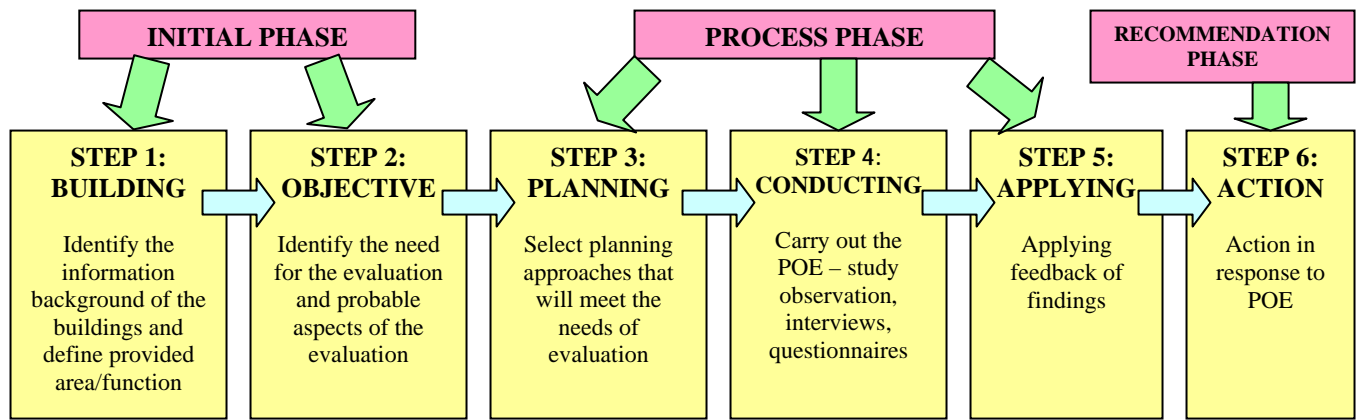 INITIAL PHASE
PROCESS PHASE
RECOMMENDATION
PHASE
STEP 1:
BUILDING
Identify the
information
background of the
buildings and
define provided
area/function
STEP 2:
OBJECTIVE
Identify the need
for the evaluation
and probable
aspects of the
evaluation
STEP 3:
PLANNING
Select planning
approaches that
will meet the
needs of
evaluation
STEP 4:
CONDUCTING
Carry out the
POE – study
observation,
interviews,
questionnaires
STEP 5:
APPLYING
Applying
feedback of
findings
STEP 6:
ACTION
Action in
response to
POE